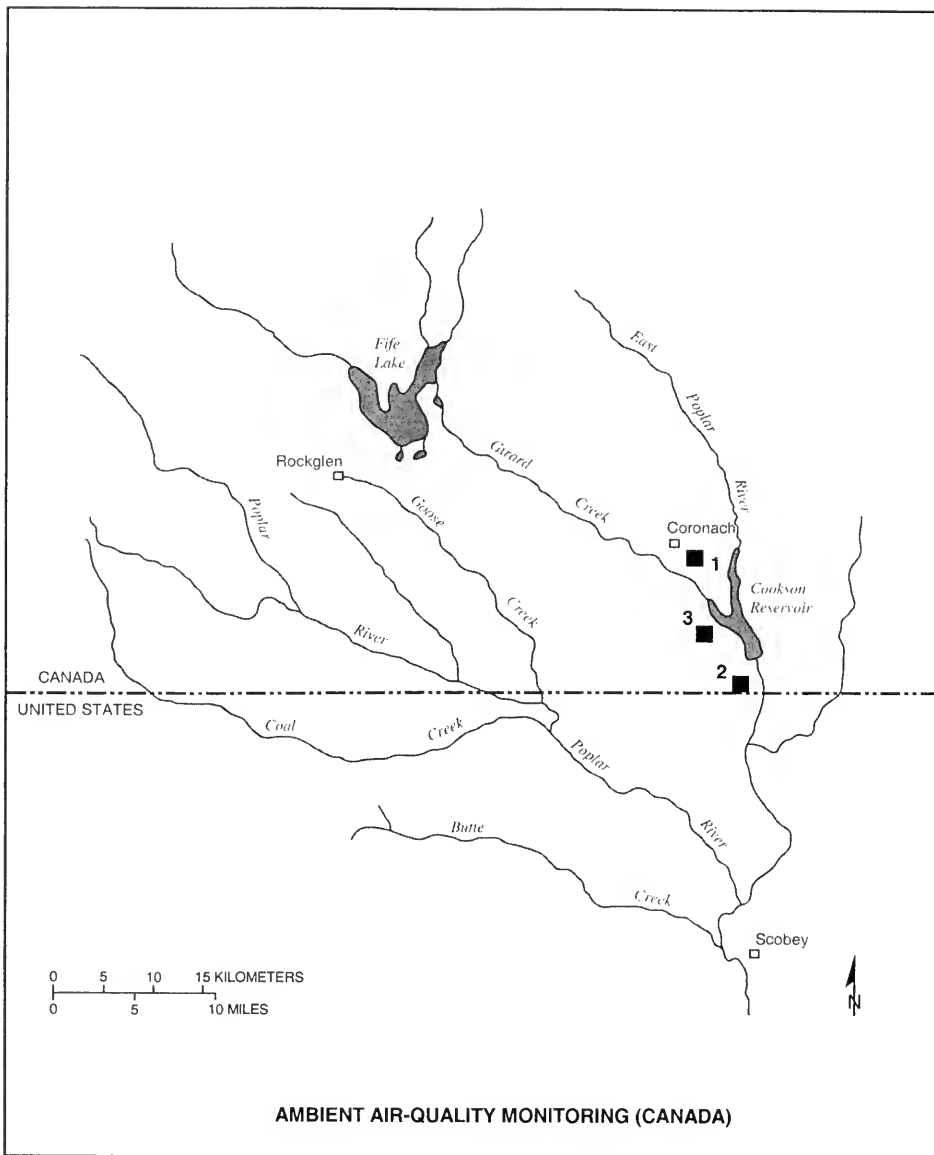 Fife
Lake
East
Poplar
River
Rockglen
Girard
Creek
Goose
Creek
Poplar
River
Coronach
1
Cookson
Reservoir
3
2
CANADA
UNITED STATES
Coal
Creek
Poplar
River
Butte
Creek
Scobey
0 5 10 15 KILOMETERS
0 5 10 MILES
N
AMBIENT AIR-QUALITY MONITORING (CANADA)